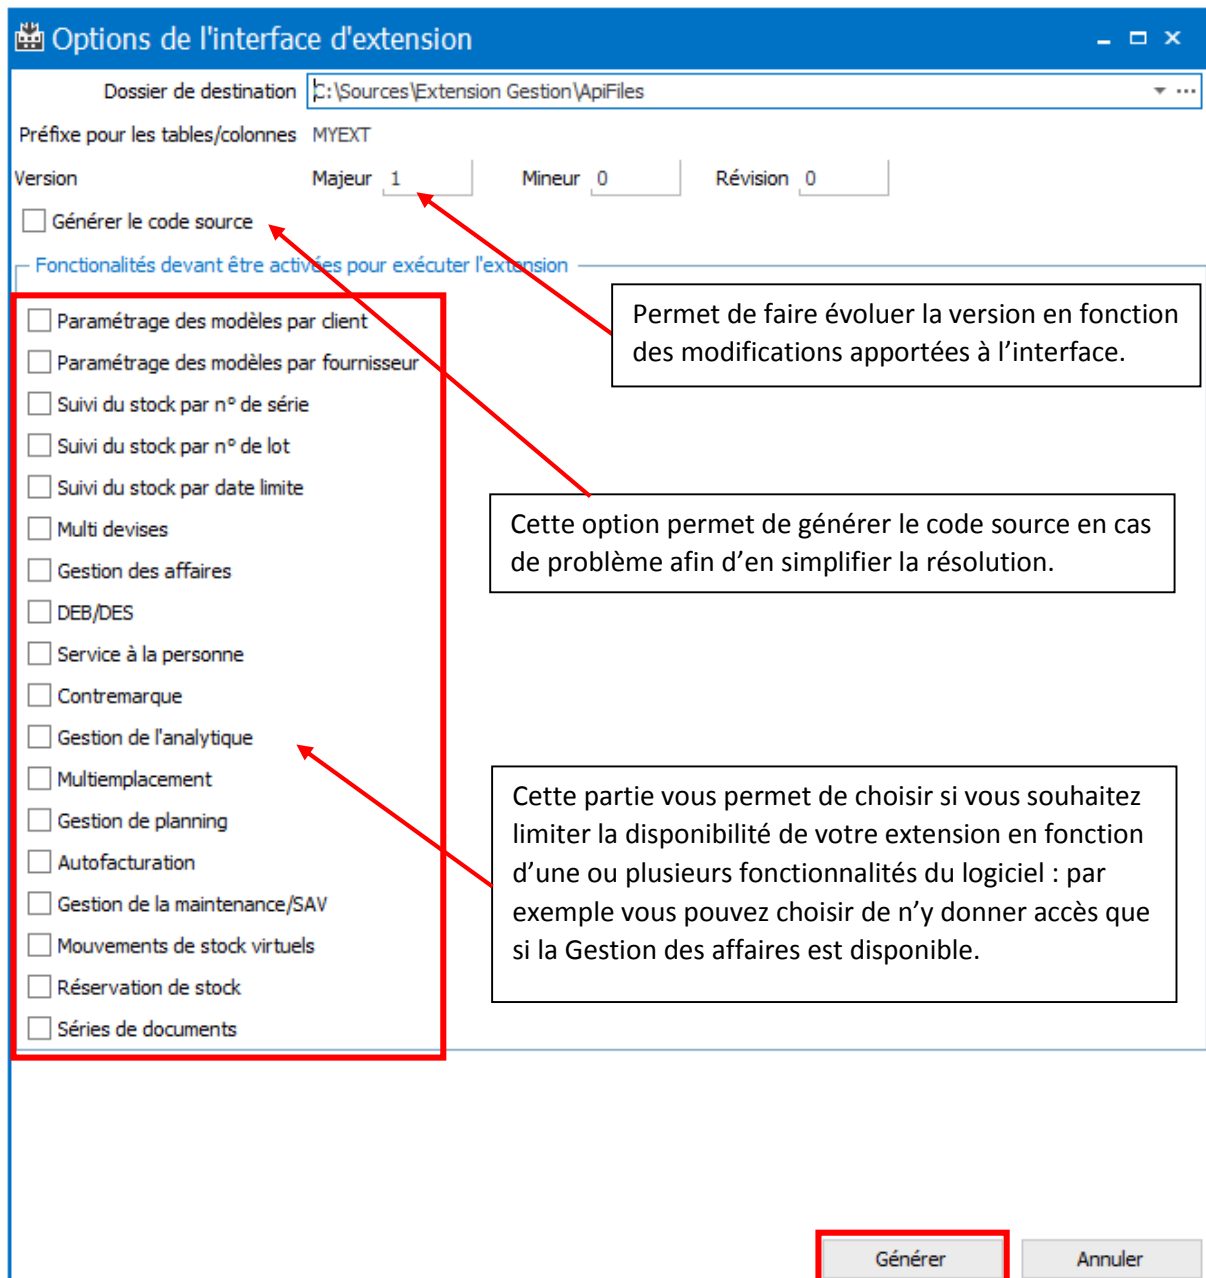 Options de l'interface d'extension
Dossier de destination C:\Sources\Extension Gestion\ApiFiles
Préfixe pour les tables/colonnes MYEXT
Version Majeur 1 Mineur 0 Révision 0
Générer le code source
Fonctionalités devant être activées pour exécuter l'extension
Permet de faire évoluer la version en fonction
des modifications apportées à l’interface.
Paramétrage des modèles par client
Paramétrage des modèles par fournisseur
Suivi du stock par n° de série
Suivi du stock par n° de lot
Suivi du stock par date limite
Multi devises
Gestion des affaires
DEB/DES
Service à la personne
Contremarque
Gestion de l'analytique
Multiemplacement
Gestion de planning
Autofacturation
Gestion de la maintenance/SAV
Mouvements de stock virtuels
Réservation de stock
Séries de documents
Cette option permet de générer le code source en cas
de problème afin d’en simplifier la résolution.
Cette partie vous permet de choisir si vous souhaitez
limiter la disponibilité de votre extension en fonction
d’une ou plusieurs fonctionnalités du logiciel : par
exemple vous pouvez choisir de n’y donner accès que
si la Gestion des affaires est disponible.
Générer Annuler